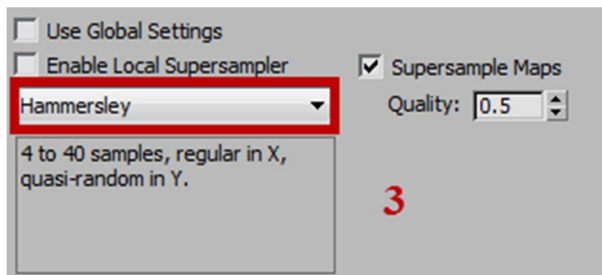 Use Global Settings
Enable Local Supersampler
Supersample Maps
Hammersley
Quality: 0.5
4 to 40 samples, regular in X,
quasi-random in Y.
3